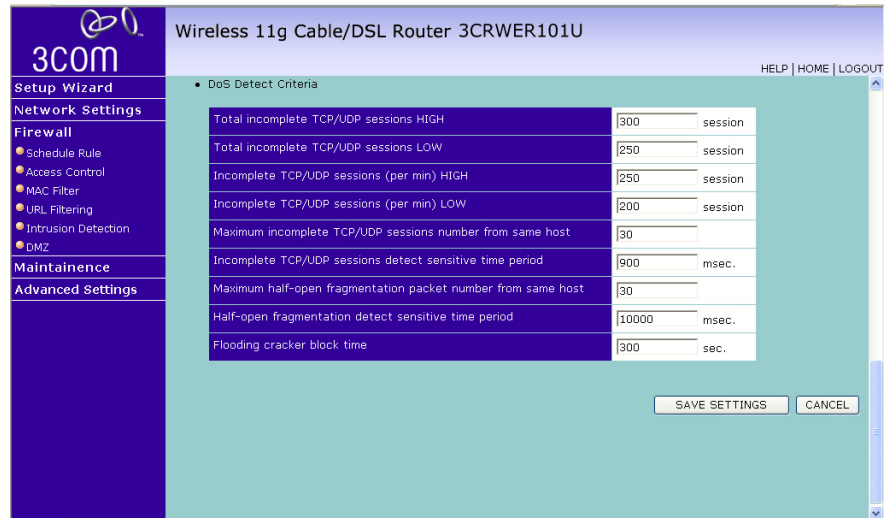 3COM
Wireless 11g Cable/DSL Router 3CRWER101U
HELP | HOME | LOGOUT
Setup Wizard
Network Settings
Firewall
Schedule Rule
Access Control
MAC Filter
URL Filtering
Intrusion Detection
DMZ
Maintainence
Advanced Settings
• DoS Detect Criteria
Total incomplete TCP/UDP sessions HIGH 300 session
Total incomplete TCP/UDP sessions LOW 250 session
Incomplete TCP/UDP sessions (per min) HIGH 250 session
Incomplete TCP/UDP sessions (per min) LOW 200 session
Maximum incomplete TCP/UDP sessions number from same host 30
Incomplete TCP/UDP sessions detect sensitive time period 900 msec.
Maximum half-open fragmentation packet number from same host 30
Half-open fragmentation detect sensitive time period 10000 msec.
Flooding cracker block time 300 sec.
SAVE SETTINGS CANCEL